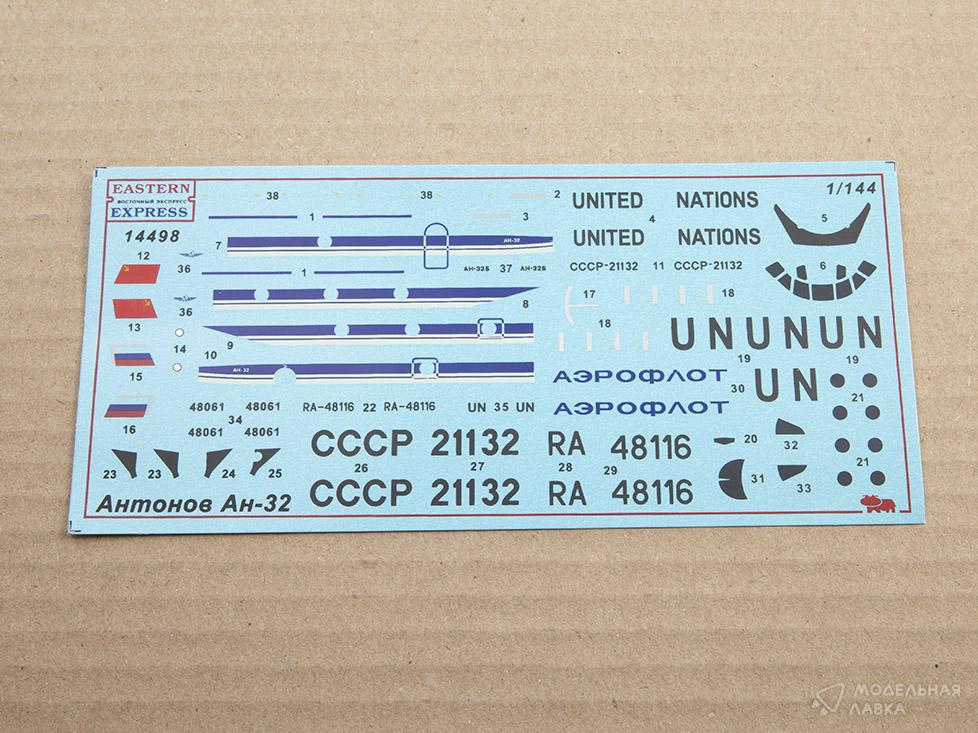 EASTERN
ВОСТОЧНЫЙ ЭКСПРЕСС
EXPRESS
14498
38 38 2
1 3
UNITED NATIONS
4
UNITED NATIONS
1/144
5
7 АН-32
12 36
1
АН-32Б 37 АН-32Б
СССР-21132 11 СССР-21132
6
36 8
17 18
13
18
9
14 10
UN UN UN
19 19
15
АН-32
АЭРОФЛОТ
30 UN
21
16
48061 48061
34
48061 48061
RA-48116 22 RA-48116
UN 35 UN
АЭРОФЛОТ
СССР 21132 RA 48116
20 32
23 23 24 25
26 27 28 29
31 33 21
Антонов Ан-32
СССР 21132 RA 48116
МОДЕЛЬНАЯ
ЛАВКА